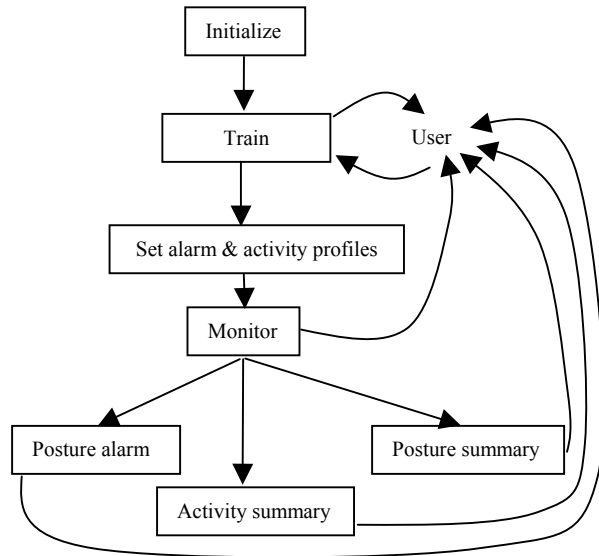 Initialize
Train
User
Set alarm & activity profiles
Monitor
Posture alarm
Posture summary
Activity summary